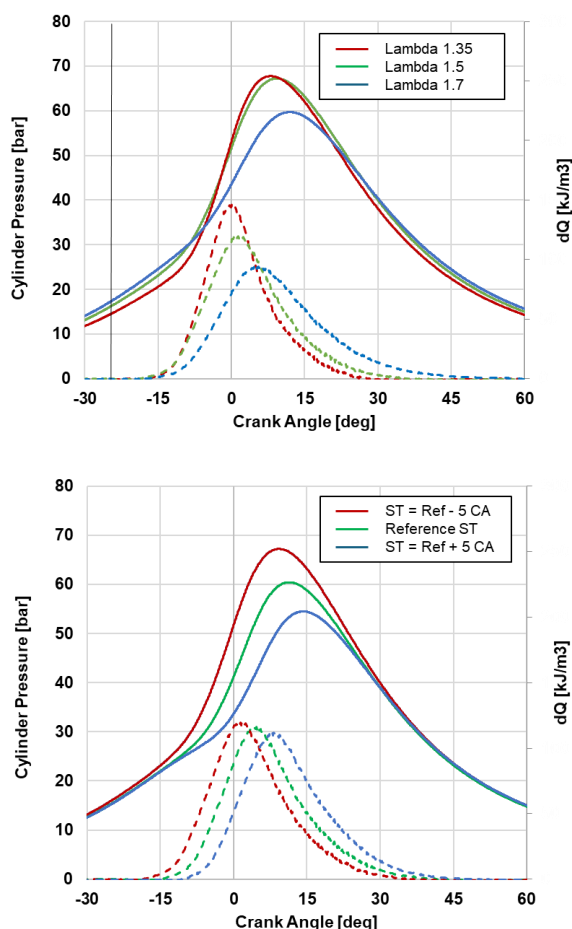 80
70
60
50
40
30
20
10
0
Cylinder Pressure [bar]
Lambda 1.35
Lambda 1.5
Lambda 1.7
dQ [kJ/m3]
-30 -15 0 15 30 45 60
Crank Angle [deg]
80
70
60
50
40
30
20
10
0
Cylinder Pressure [bar]
ST = Ref - 5 CA
Reference ST
ST = Ref + 5 CA
dQ [kJ/m3]
-30 -15 0 15 30 45 60
Crank Angle [deg]